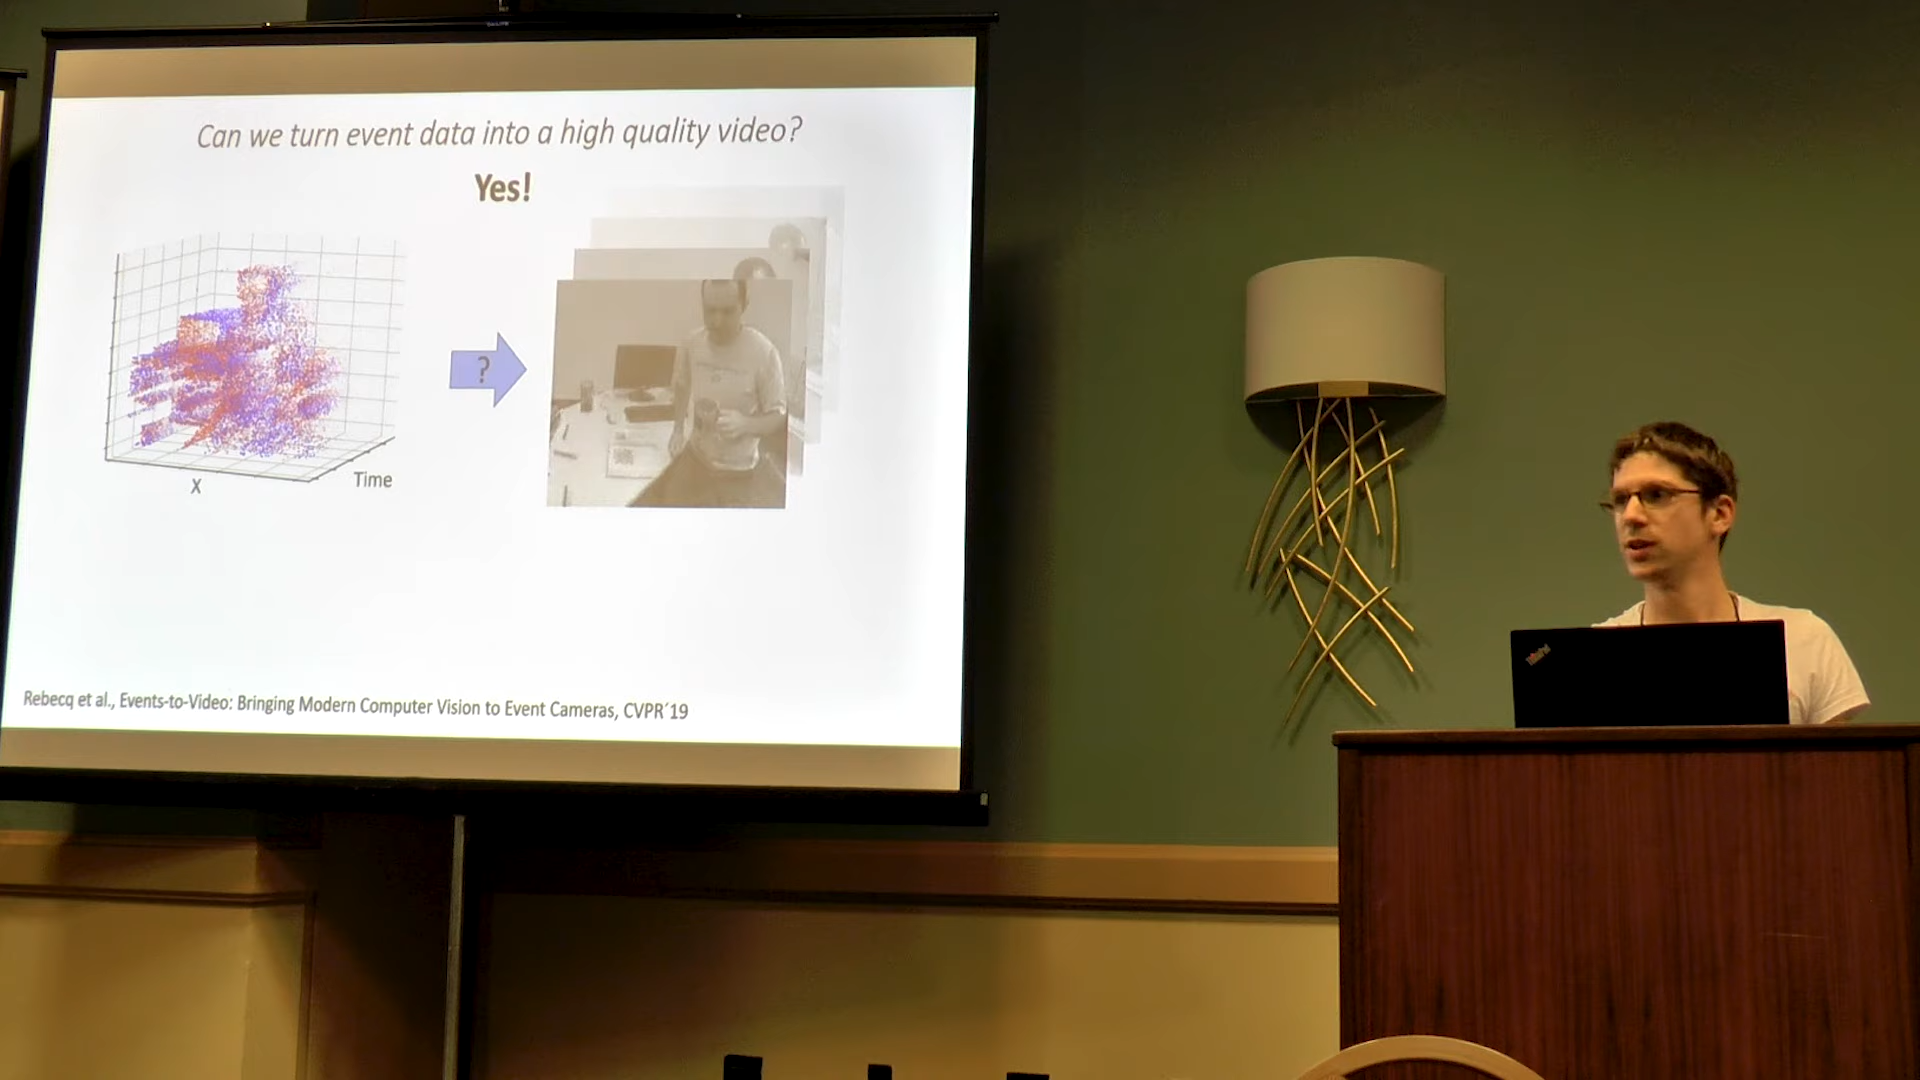 Can we turn event data into a high quality video?
Yes!
?
X
Time
Rebecq et al., Events-to-Video: Bringing Modern Computer Vision to Event Cameras, CVPR´19
ThinkPad